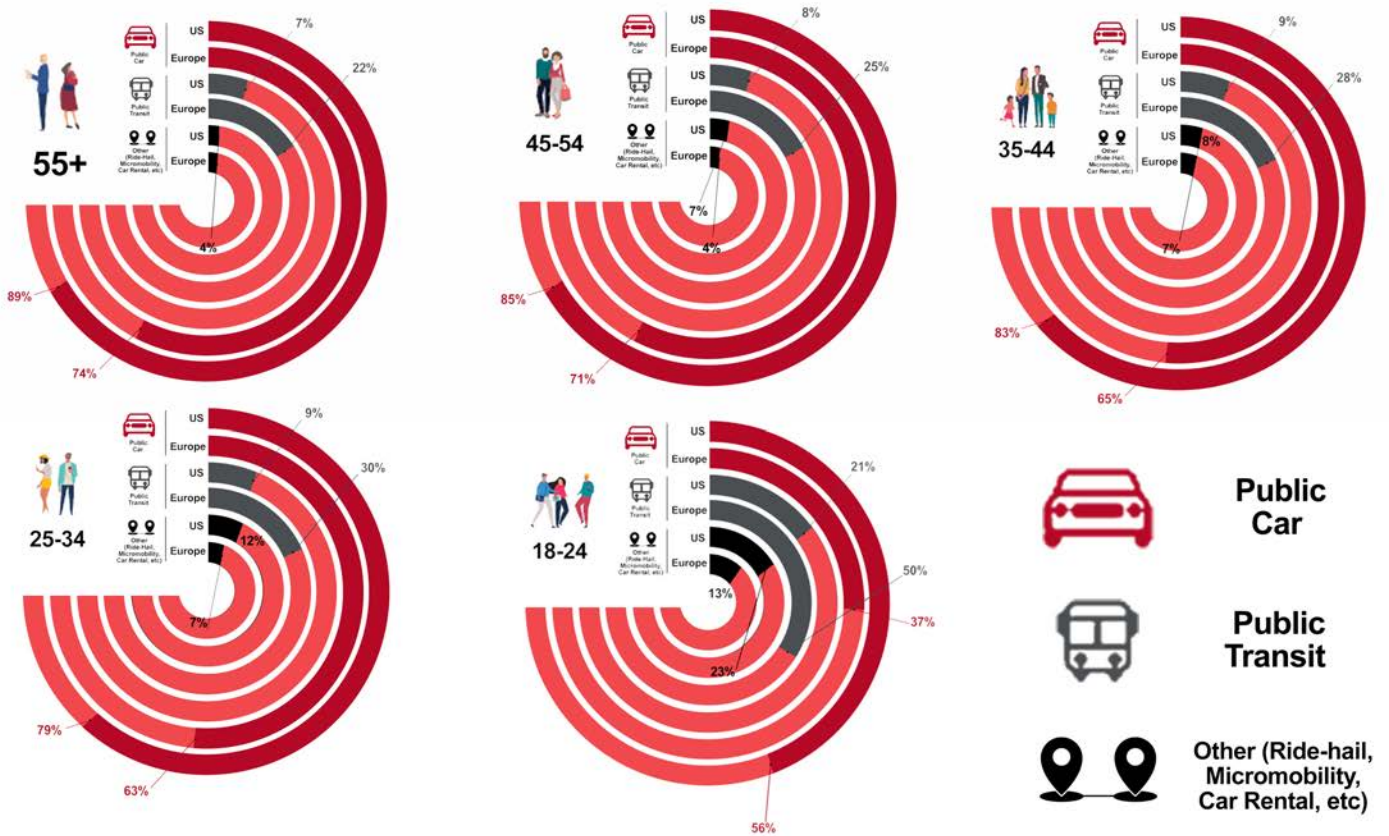 US
7%
Public
Car
Europe
22%
US
Public
Transit
Europe
US
Other
(Ride-Hail,
Micromobility,
Car Rental, etc)
Europe
55+
4%
89%
74%
US
8%
Public
Car
Europe
25%
US
Public
Transit
Europe
US
Other
(Ride-Hail,
Micromobility,
Car Rental, etc)
Europe
45-54
7%
4%
85%
71%
US
9%
Public
Car
Europe
28%
US
Public
Transit
Europe
US
8%
Other
(Ride-Hail,
Micromobility,
Car Rental, etc)
Europe
35-44
7%
83%
65%
US
9%
Public
Car
Europe
30%
US
Public
Transit
Europe
US
12%
Other
(Ride-Hail,
Micromobility,
Car Rental, etc)
Europe
25-34
7%
79%
63%
US
Public
Car
Europe
21%
US
Public
Transit
Europe
US
Other
(Ride-Hail,
Micromobility,
Car Rental, etc)
Europe
18-24
13%
50%
37%
23%
56%
Public
Car
Public
Transit
Other (Ride-hail,
Micromobility,
Car Rental, etc)